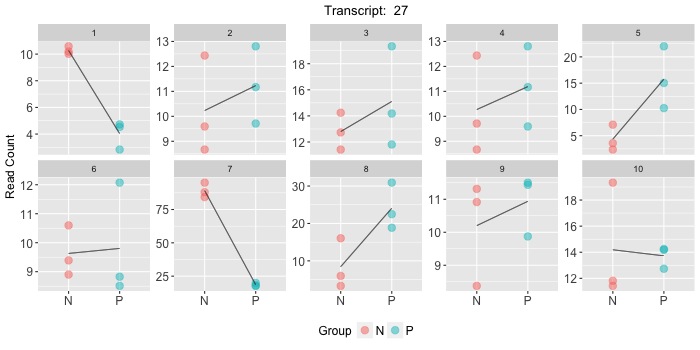 Transcript: 27
1 2 3 4 5
10 8 6 4
13 12 11 10 9
18 15 12
13 12 11 10 9
20 15 10 5
Read Count
6 7 8 9 10
12 11 10 9
75 50 25
30 20 10
11 10 9
18 16 14 12
N P N P N P N P N P
Group N P